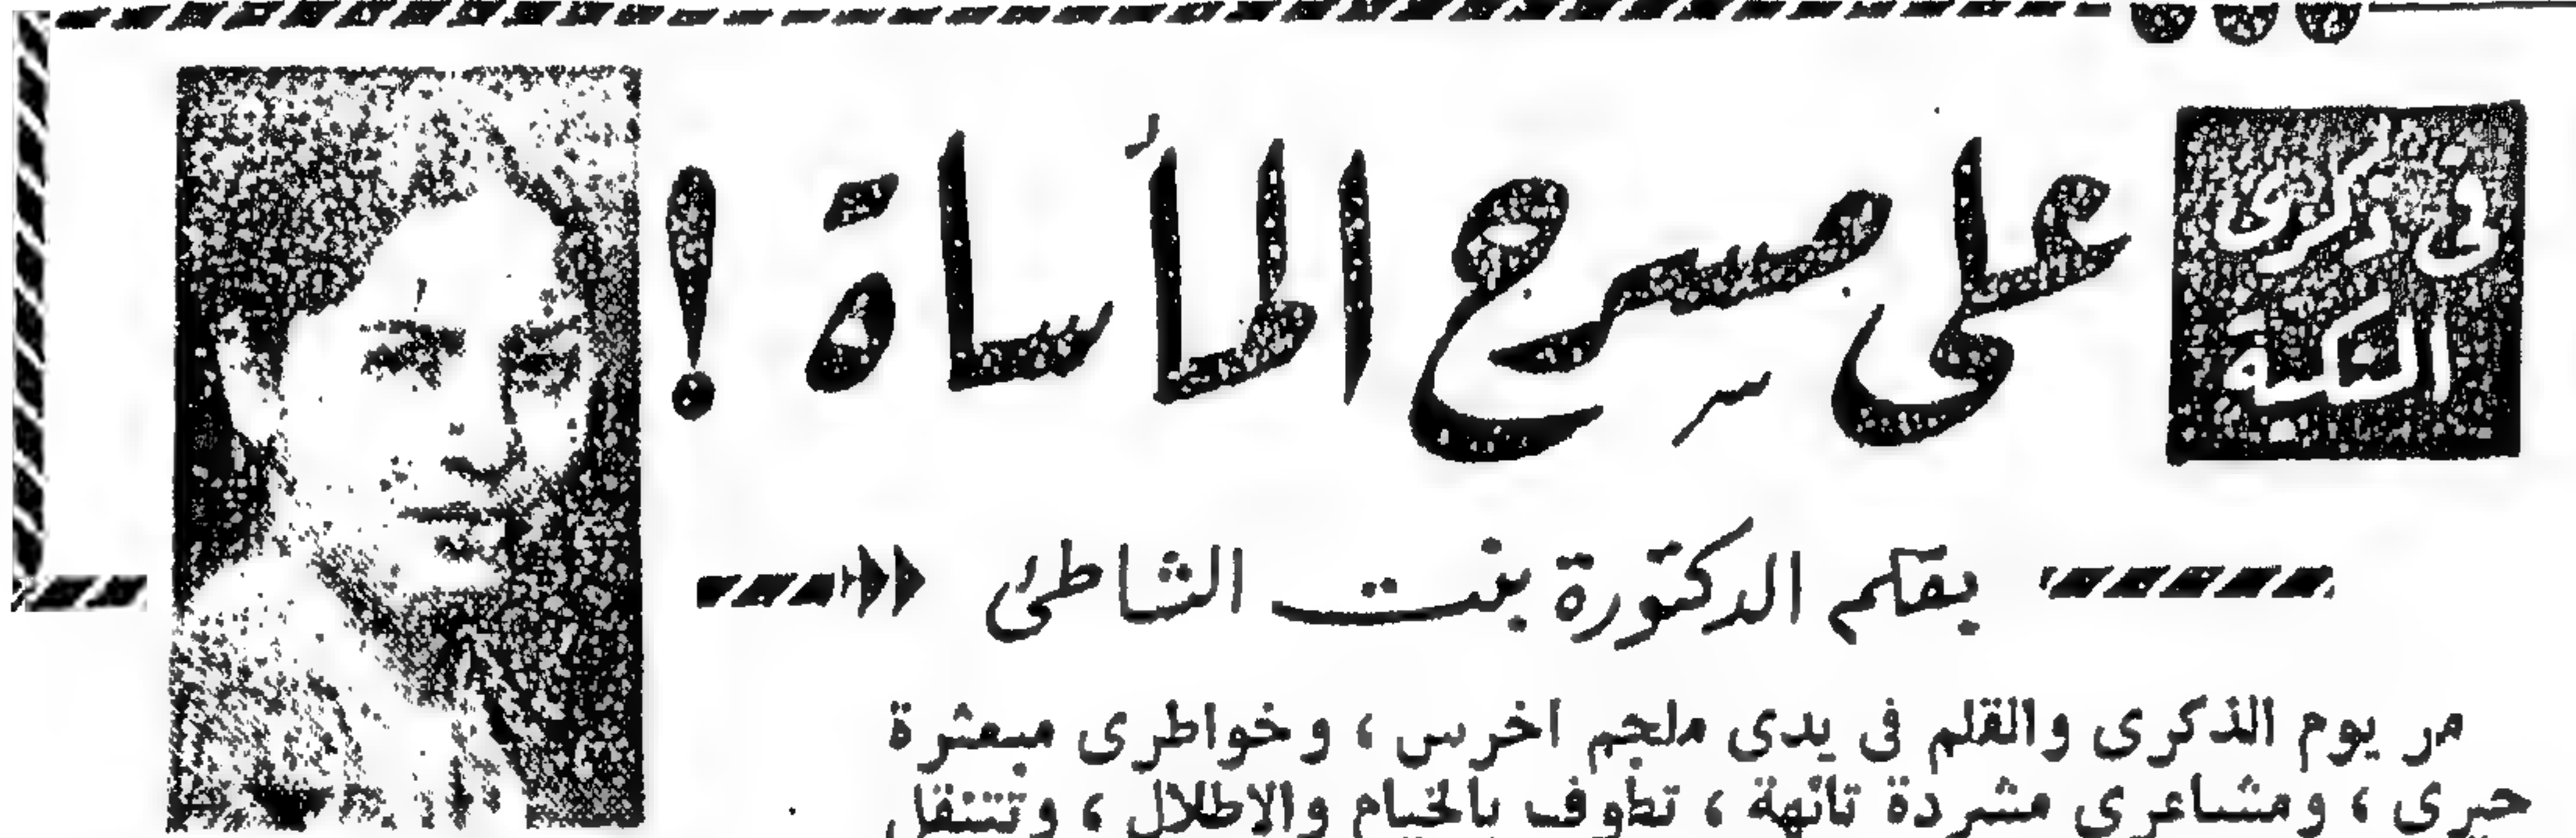 في ذكرى
النكبة
على مسرح المأساة !
بقلم الدكتورة بنت الشاطئ
مر يوم الذكرى والقلم فى يدى ملجم اخرس ، وخواطرى مبعثرة
حيرى ، ومشاعرى مشردة تائهة ، تطوف بالخيام والاطلال ، وتتنقل